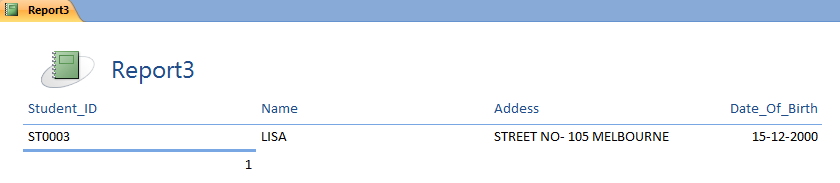 Report3
Report3
Student_ID Name Addess Date_Of_Birth
ST0003 LISA STREET NO- 105 MELBOURNE 15-12-2000
1